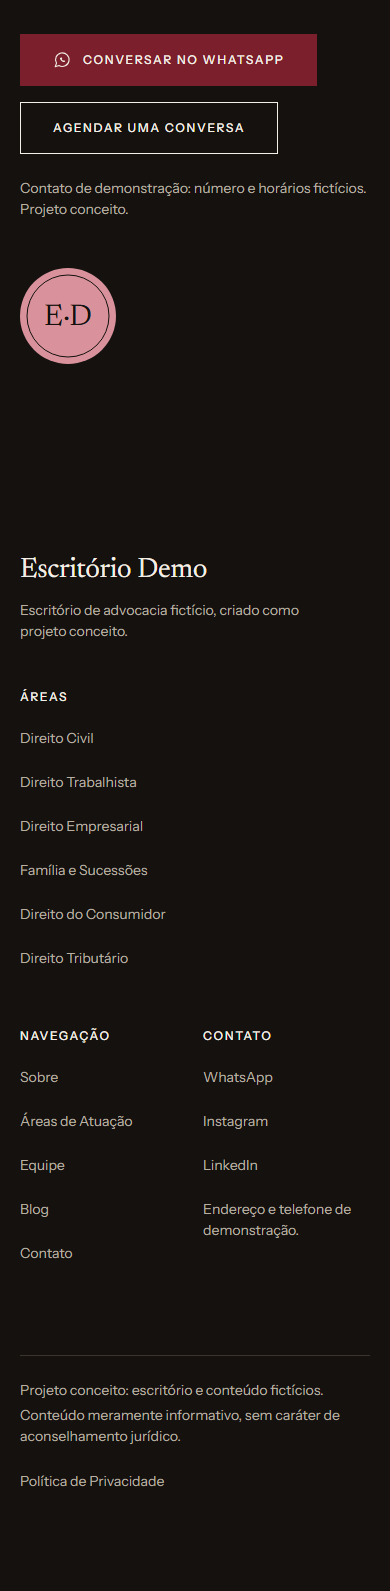 CONVERSAR NO WHATSAPP
AGENDAR UMA CONVERSA
Contato de demonstração: número e horários fictícios.
Projeto conceito.
E·D
Escritório Demo
Escritório de advocacia fictício, criado como
projeto conceito.
ÁREAS
Direito Civil
Direito Trabalhista
Direito Empresarial
Família e Sucessões
Direito do Consumidor
Direito Tributário
NAVEGAÇÃO
Sobre
Áreas de Atuação
Equipe
Blog
Contato
CONTATO
WhatsApp
Instagram
LinkedIn
Endereço e telefone de
demonstração.
Projeto conceito: escritório e conteúdo fictícios.
Conteúdo meramente informativo, sem caráter de
aconselhamento jurídico.
Política de Privacidade